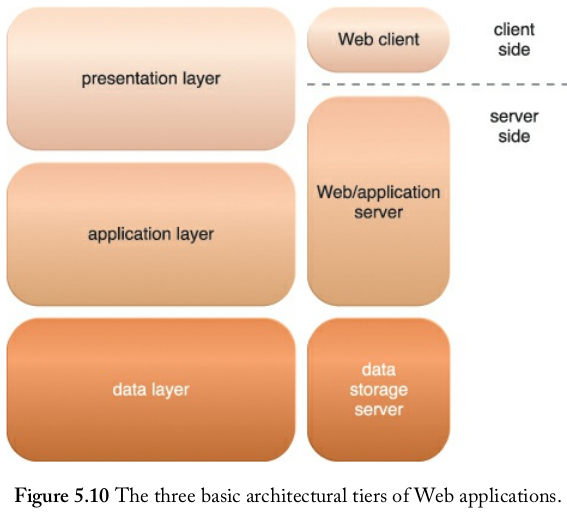 presentation layer
Web client
client
side
server
side
application layer
Web/application
server
data layer
data
storage
server
Figure 5.10 The three basic architectural tiers of Web applications.